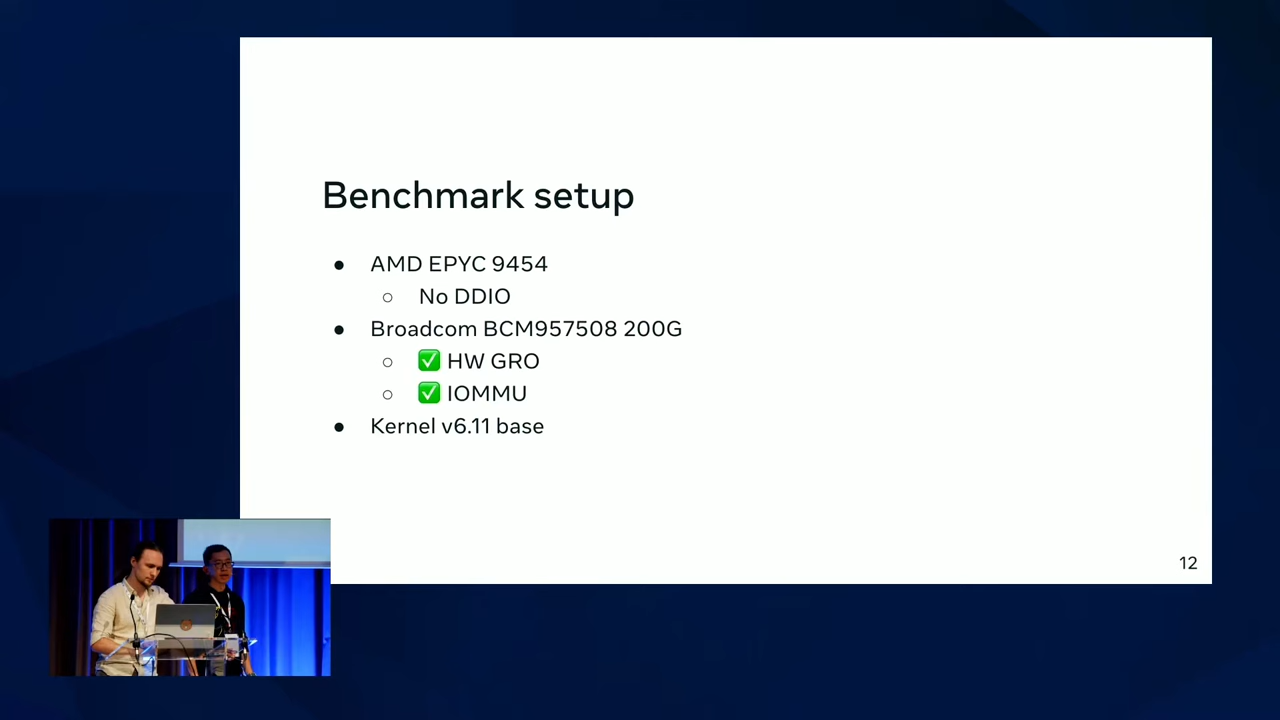 Benchmark setup
● AMD EPYC 9454
○ No DDIO
● Broadcom BCM957508 200G
○ ✅ HW GRO
○ ✅ IOMMU
● Kernel v6.11 base
12